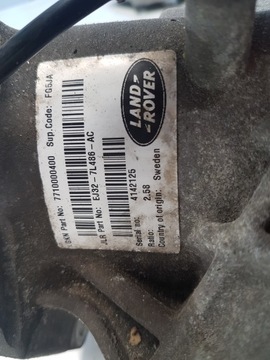 GKN Part No: 7710000400 Sup.Code: FG5JA
JLR Part No: EJ32-7L486-AC
Serial no: 4142125
Ratio: 2.58
Country of origin: Sweden
LAND
ROVER